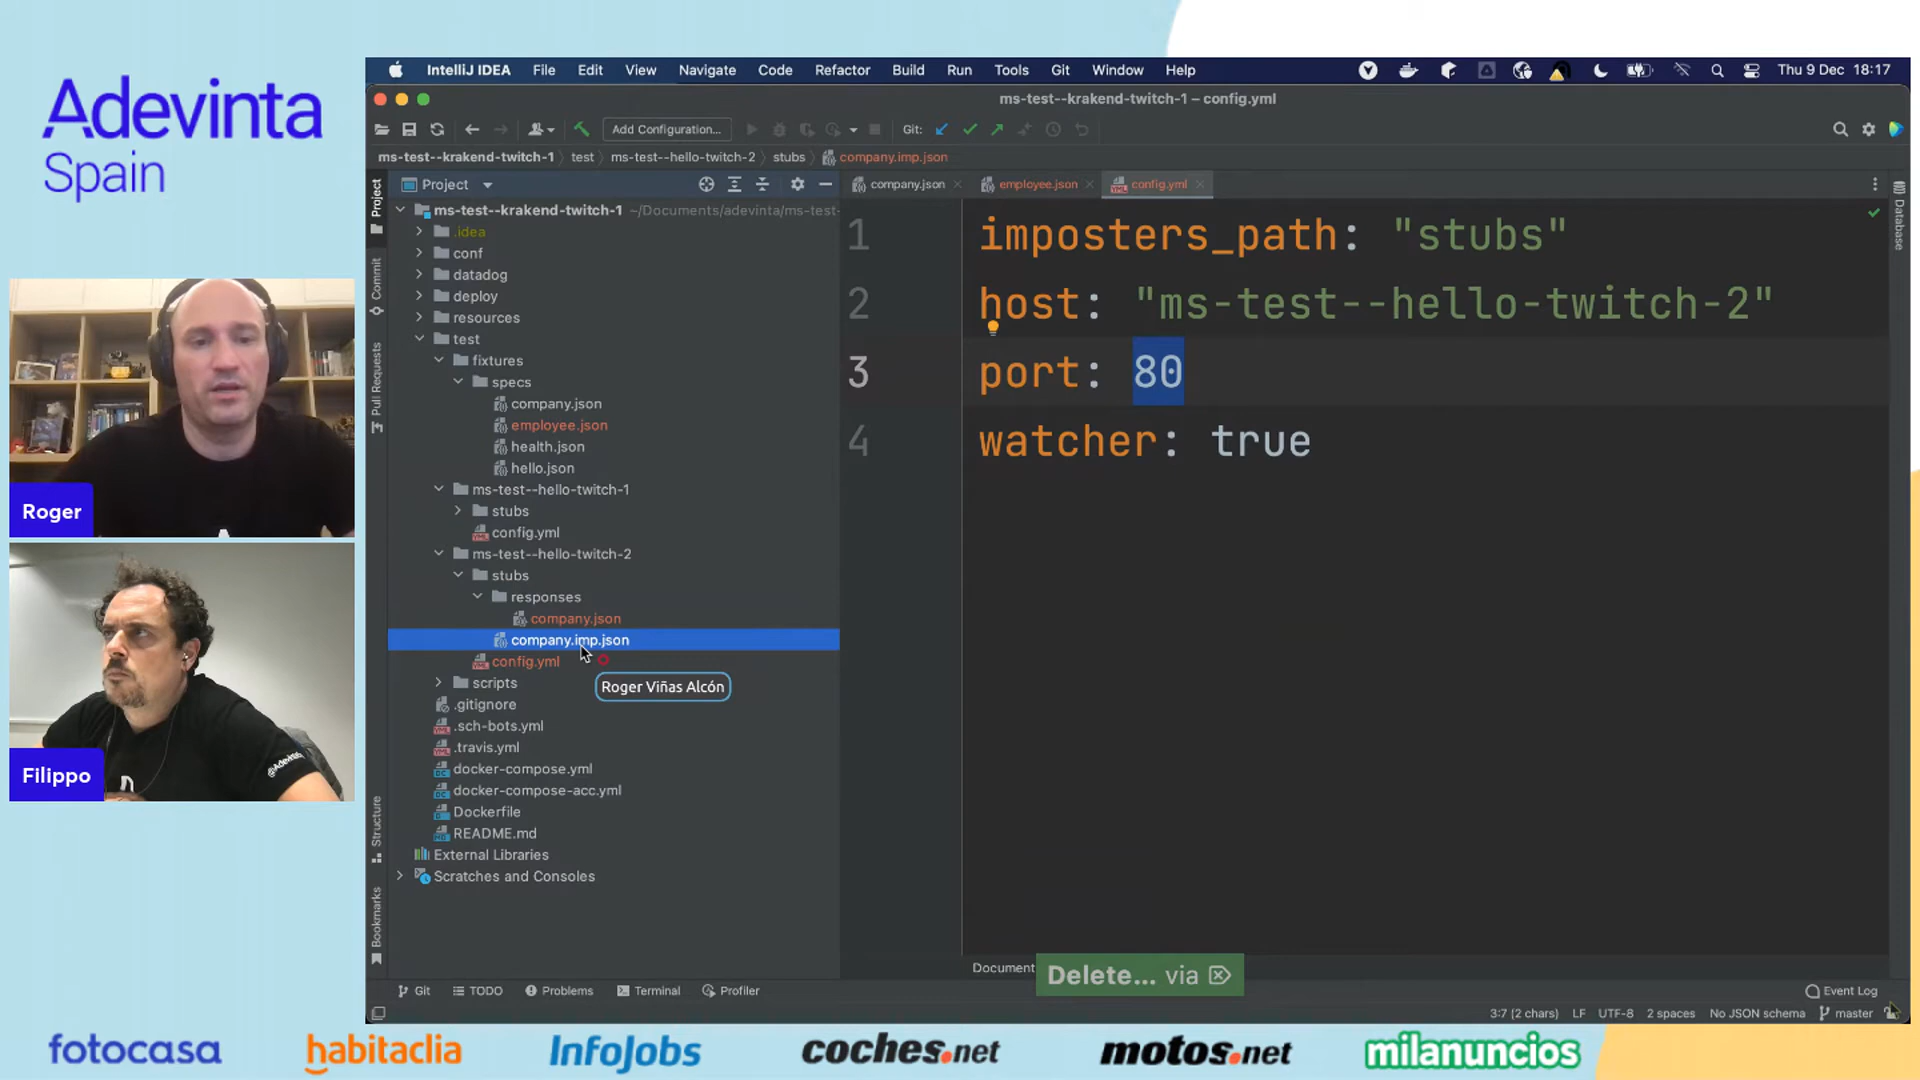 Adevinta
Spain
IntelliJ IDEA File Edit View Navigate Code Refactor Build Run Tools Git Window Help
Thu 9 Dec 18:17
ms-test--krakend-twitch-1 – config.yml
Add Configuration...
Git:
ms-test--krakend-twitch-1 test ms-test--hello-twitch-2 stubs company.imp.json
Project
company.json
employee.json
config.yml
Project
Commit
Pull Requests
Structure
Bookmarks
Database
ms-test--krakend-twitch-1 ~/Documents/adevinta/ms-test-
.idea
conf
datadog
deploy
resources
test
fixtures
specs
company.json
employee.json
health.json
hello.json
ms-test--hello-twitch-1
stubs
config.yml
ms-test--hello-twitch-2
stubs
responses
company.json
company.imp.json
config.yml
scripts
.gitignore
.sch-bots.yml
.travis.yml
docker-compose.yml
docker-compose-acc.yml
Dockerfile
README.md
External Libraries
Scratches and Consoles
Roger Viñas Alcón
1 imposters_path: "stubs"
2 host: "ms-test--hello-twitch-2"
3 port: 80
4 watcher: true
Roger
Filippo
@Adevinta
Document
Delete... via
Git TODO Problems Terminal Profiler
Event Log
3:7 (2 chars) LF UTF-8 2 spaces No JSON schema master
fotocasa habitaclia InfoJobs coches.net motos.net milanuncios